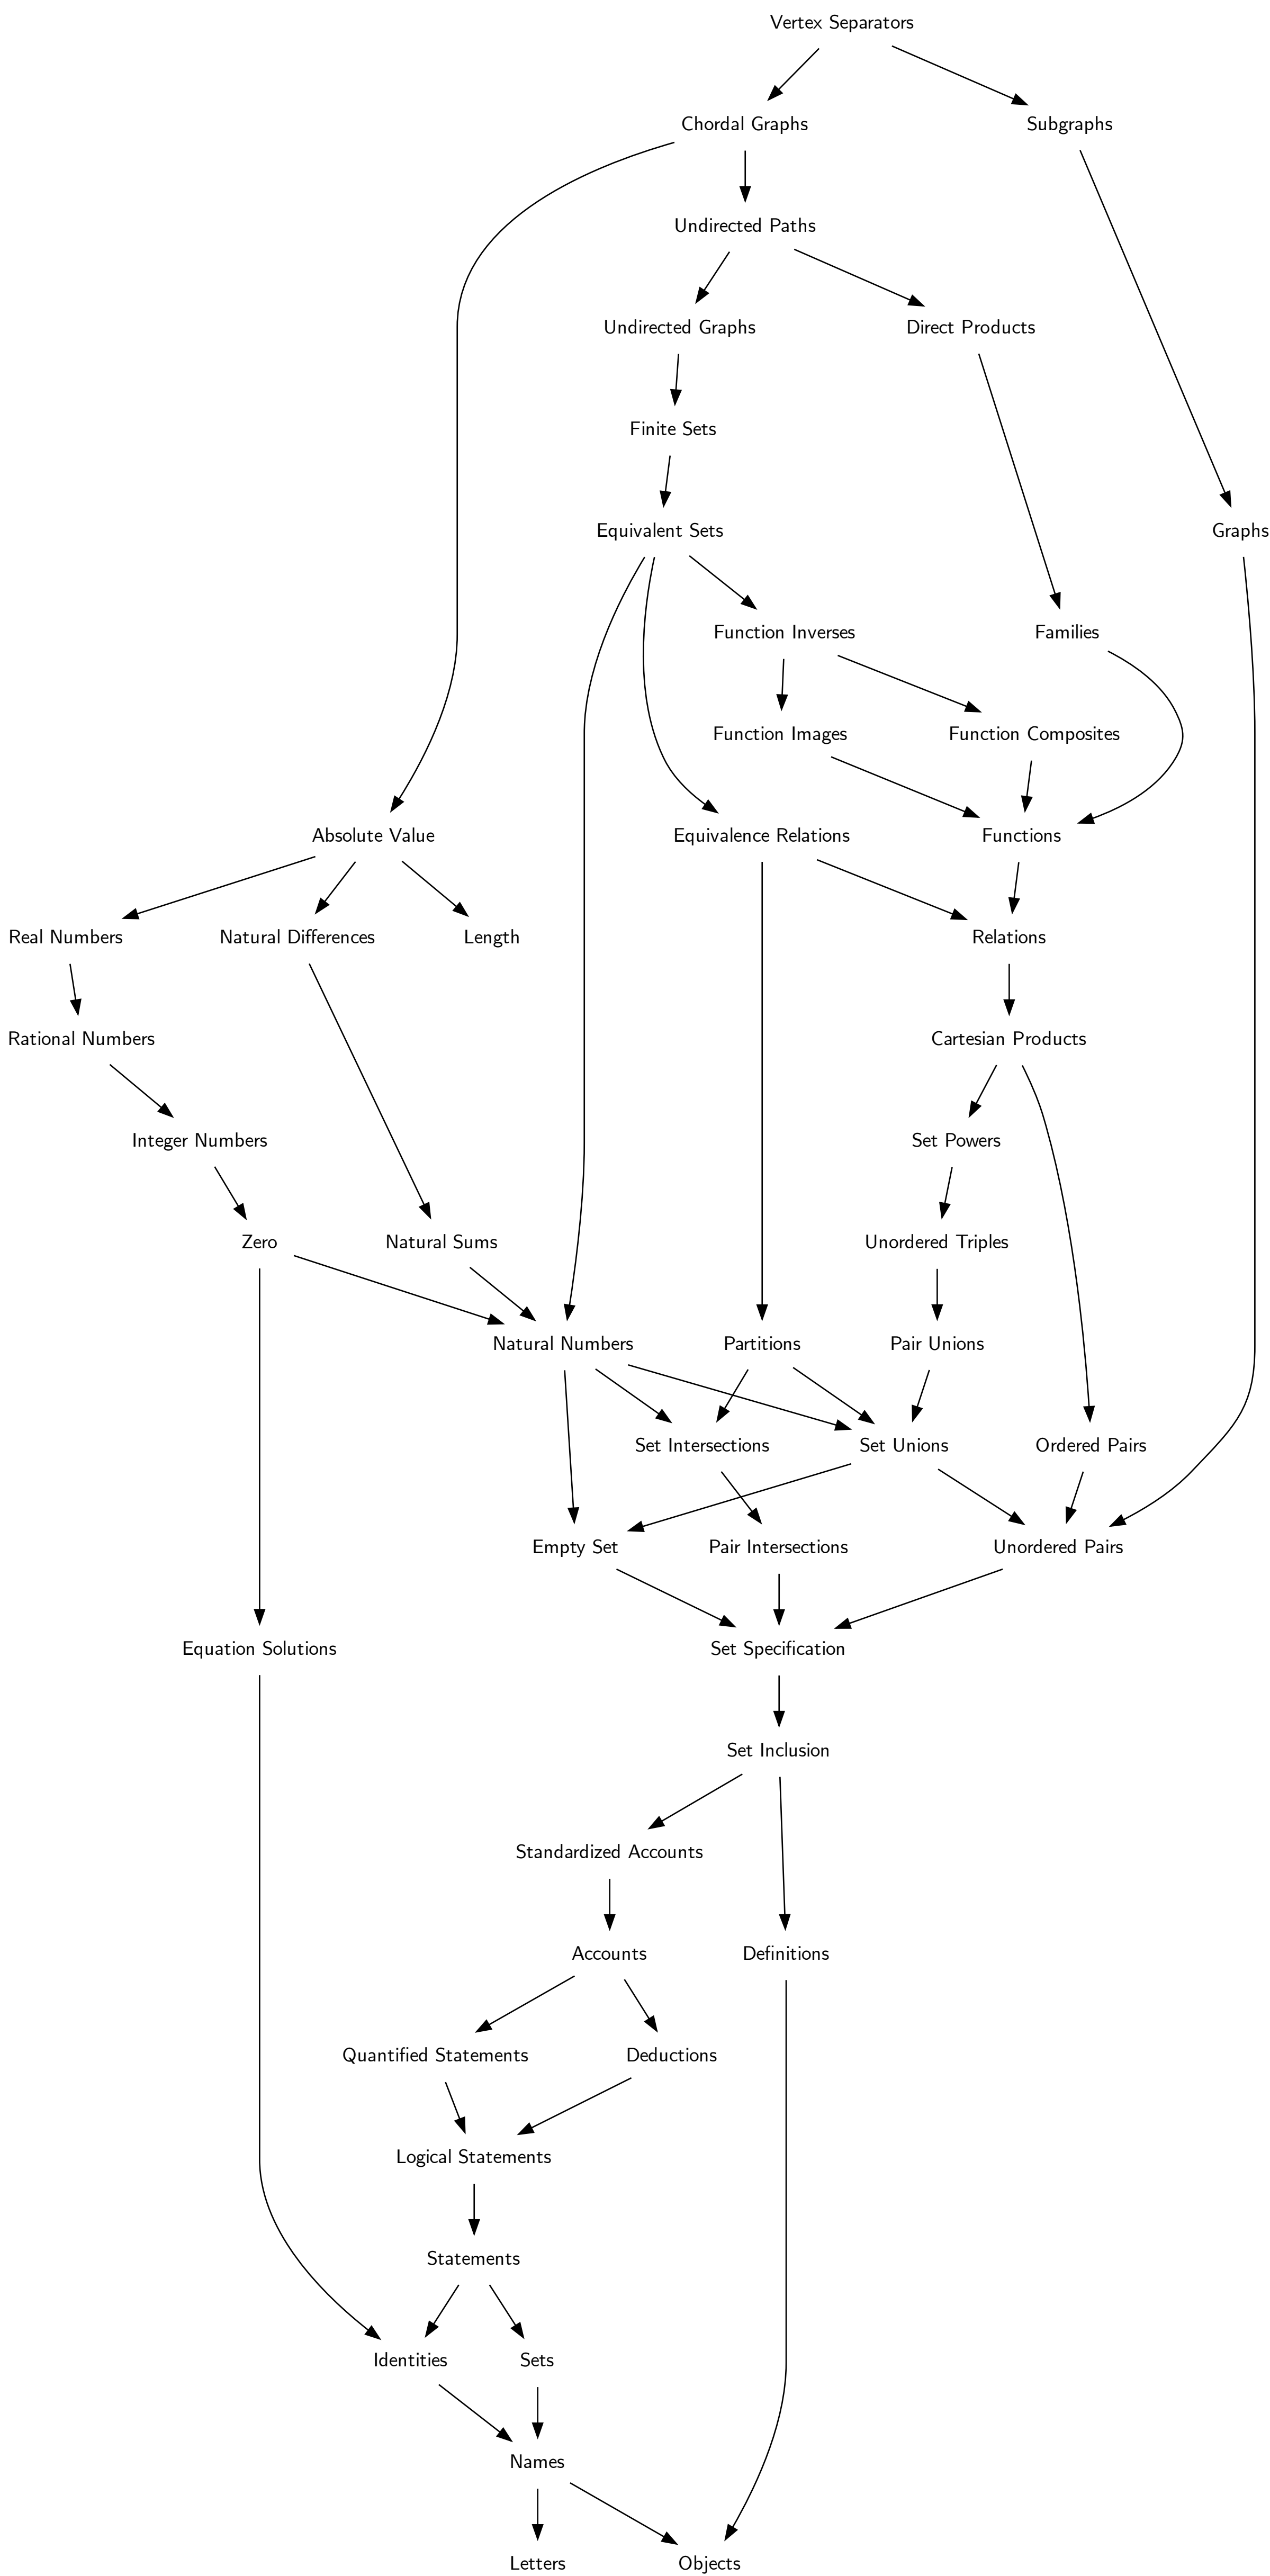 Vertex Separators
Chordal Graphs
Subgraphs
Undirected Paths
Undirected Graphs
Direct Products
Finite Sets
Equivalent Sets
Graphs
Function Inverses
Families
Function Images
Function Composites
Absolute Value
Equivalence Relations
Functions
Real Numbers
Natural Differences
Length
Relations
Rational Numbers
Cartesian Products
Integer Numbers
Set Powers
Zero
Natural Sums
Unordered Triples
Natural Numbers
Partitions
Pair Unions
Set Intersections
Set Unions
Ordered Pairs
Empty Set
Pair Intersections
Unordered Pairs
Equation Solutions
Set Specification
Set Inclusion
Standardized Accounts
Accounts
Definitions
Quantified Statements
Deductions
Logical Statements
Statements
Identities
Sets
Names
Letters
Objects